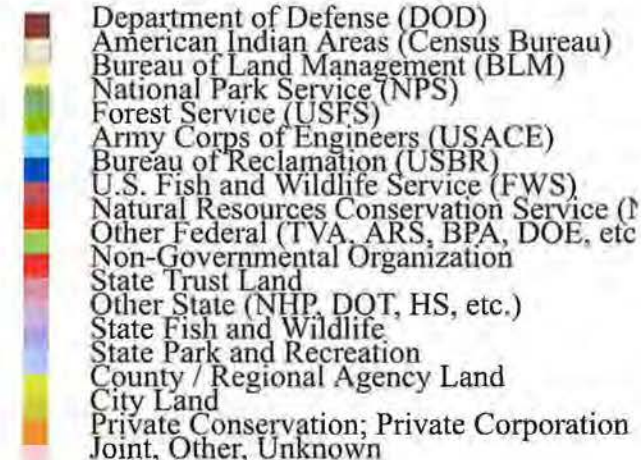 Department of Defense (DOD)
American Indian Areas (Census Bureau)
Bureau of Land Management (BLM)
National Park Service (NPS)
Forest Service (USFS)
Army Corps of Engineers (USACE)
Bureau of Reclamation (USBR)
U.S. Fish and Wildlife Service (FWS)
Natural Resources Conservation Service (
Other Federal (TVA, ARS, BPA, DOE, etc
Non-Governmental Organization
State Trust Land
Other State (NHP, DOT, HS, etc.)
State Fish and Wildlife
State Park and Recreation
County / Regional Agency Land
City Land
Private Conservation; Private Corporation
Joint, Other, Unknown